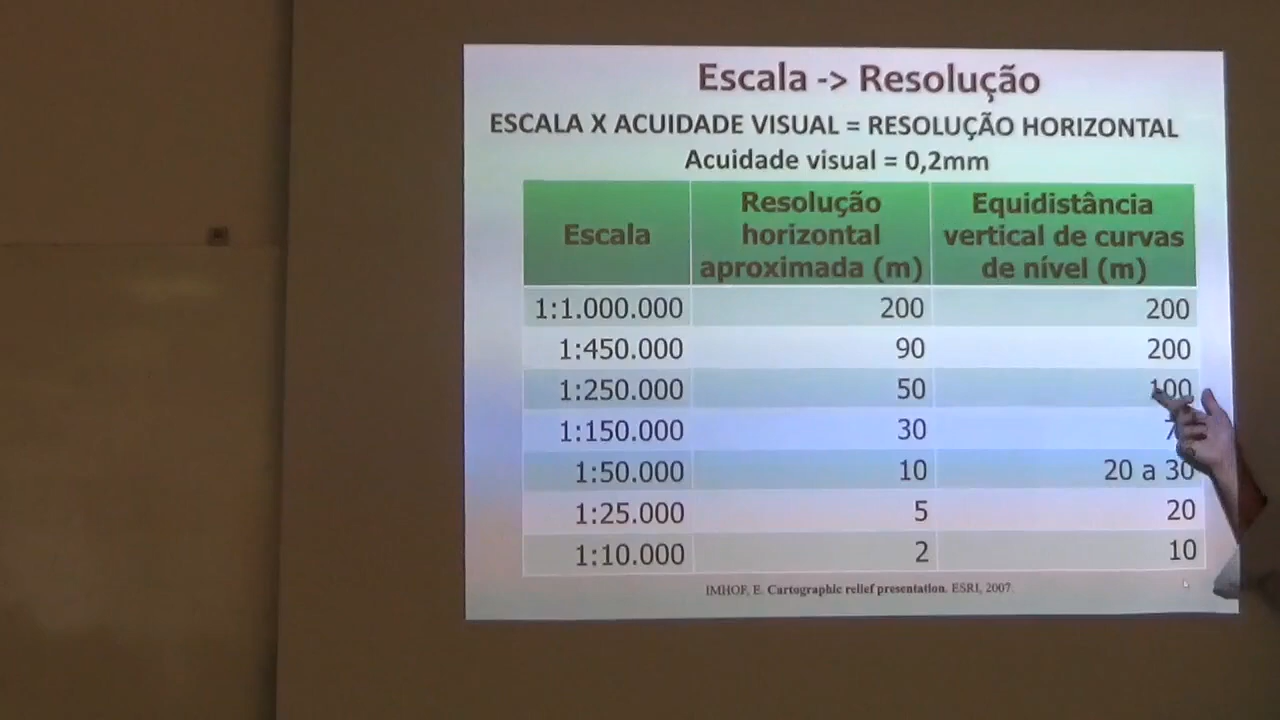 Escala -> Resolução
ESCALA X ACUIDADE VISUAL = RESOLUÇÃO HORIZONTAL
Acuidade visual = 0,2mm
Escala Resolução horizontal aproximada (m) Equidistância vertical de curvas de nível (m)
1:1.000.000 200 200
1:450.000 90 200
1:250.000 50 100
1:150.000 30
1:50.000 10 20 a 30
1:25.000 5 20
1:10.000 2 10
IMHOF, E. Cartographic relief presentation. ESRI, 2007.